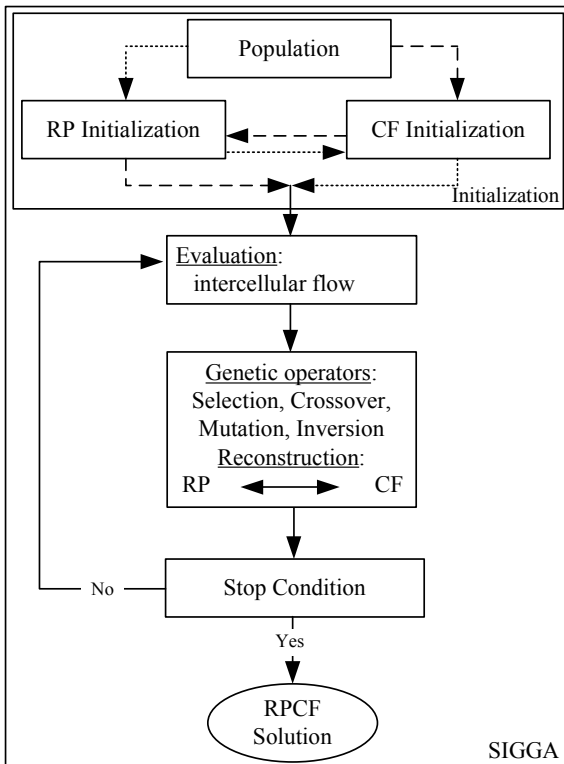 Population
RP Initialization
CF Initialization
Initialization
Evaluation:
intercellular flow
Genetic operators:
Selection, Crossover,
Mutation, Inversion
Reconstruction:
RP CF
No
Stop Condition
Yes
RPCF
Solution
SIGGA